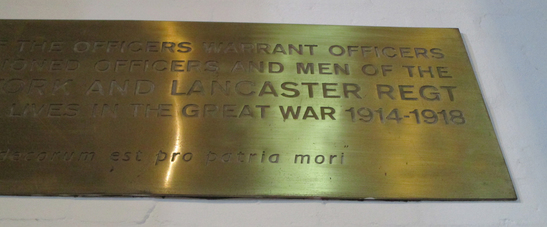 THE OFFICERS WARRANT OFFICERS
OFFICERS AND MEN OF THE
YORK AND LANCASTER REGT
LIVES IN THE GREAT WAR 1914-1918
est pro patria mori